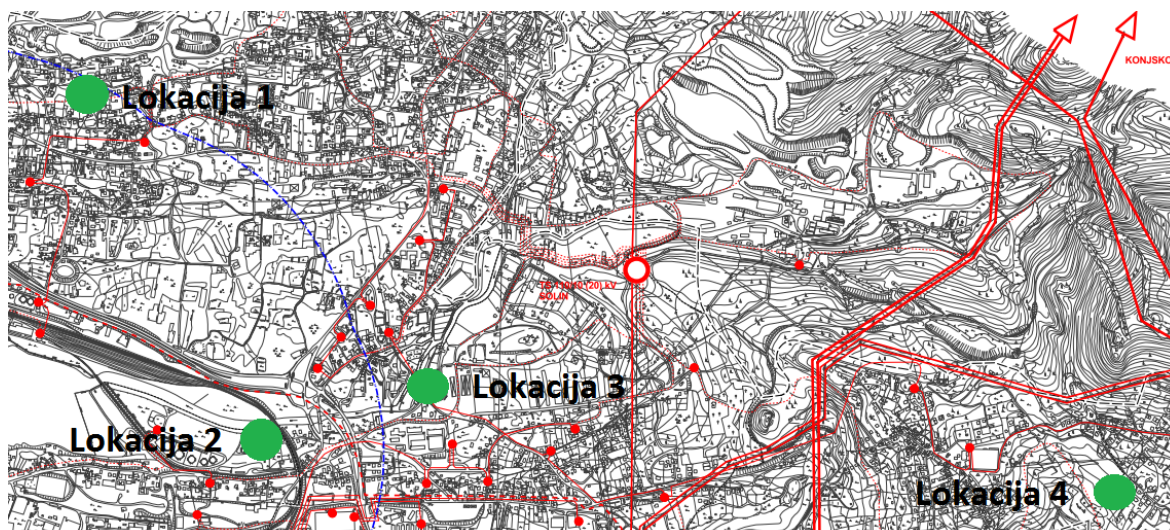 Lokacija 1
KONJSKO
TS 110/10(20) kV
SOLIN
Lokacija 3
Lokacija 2
Lokacija 4